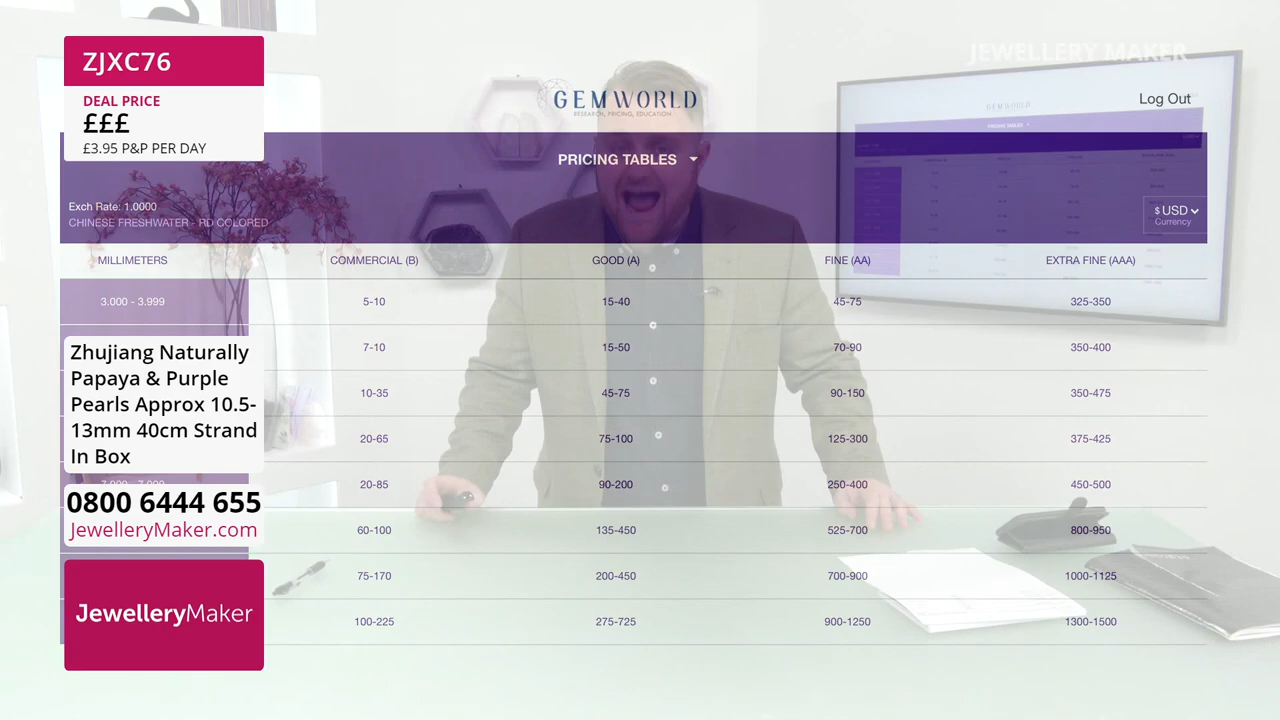 ZJXC76
DEAL PRICE
£££
£3.95 P&P PER DAY
JEWELLERY MAKER
GEMWORLD
RESEARCH, PRICING, EDUCATION
Log Out
PRICING TABLES
Exch Rate: 1.0000
CHINESE FRESHWATER - RD COLORED
$ USD
Currency
MILLIMETERS COMMERCIAL (B) GOOD (A) FINE (AA) EXTRA FINE (AAA)
3.000 - 3.999 5-10 15-40 45-75 325-350
7-10 15-50 70-90 350-400
10-35 45-75 90-150 350-475
20-65 75-100 125-300 375-425
20-85 90-200 250-400 450-500
60-100 135-450 525-700 800-950
75-170 200-450 700-900 1000-1125
100-225 275-725 900-1250 1300-1500
Zhujiang Naturally
Papaya & Purple
Pearls Approx 10.5-
13mm 40cm Strand
In Box
0800 6444 655
JewelleryMaker.com
JewelleryMaker